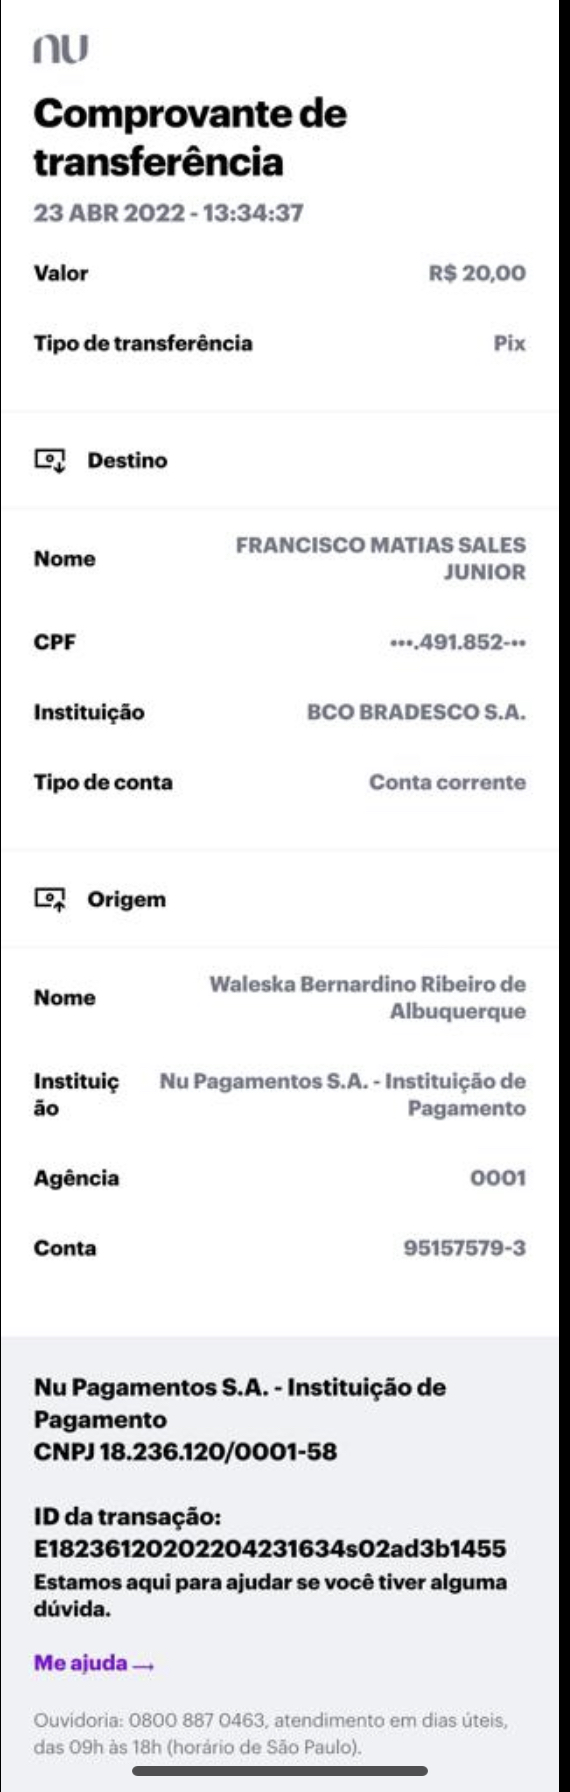 nu
Comprovante de
transferência
23 ABR 2022 - 13:34:37
Valor R$ 20,00
Tipo de transferência Pix
Destino
Nome FRANCISCO MATIAS SALES
JUNIOR
CPF •••.491.852-••
Instituição BCO BRADESCO S.A.
Tipo de conta Conta corrente
Origem
Nome Waleska Bernardino Ribeiro de
Albuquerque
Instituiç Nu Pagamentos S.A. - Instituição de
ão Pagamento
Agência 0001
Conta 95157579-3
Nu Pagamentos S.A. - Instituição de
Pagamento
CNPJ 18.236.120/0001-58
ID da transação:
E18236120202204231634s02ad3b1455
Estamos aqui para ajudar se você tiver alguma
dúvida.
Me ajuda →
Ouvidoria: 0800 887 0463, atendimento em dias úteis,
das 09h às 18h (horário de São Paulo).